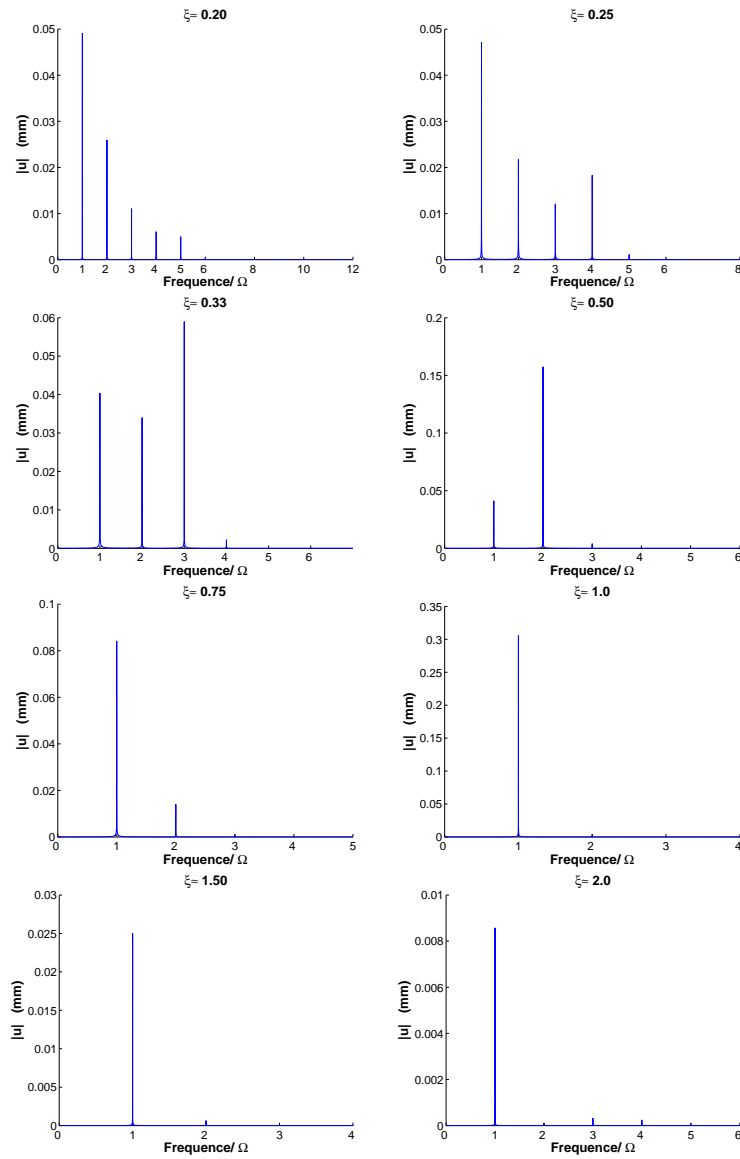 ξ= 0.20
0.05
0.04
0.03
0.02
0.01
0
|u| (mm)
0 1 2 3 4 5 6 8 10 12
Frequence/ Ω
ξ= 0.25
0.05
0.04
0.03
0.02
0.01
0
|u| (mm)
0 1 2 3 4 5 6 8
Frequence/ Ω
ξ= 0.33
0.06
0.05
0.04
0.03
0.02
0.01
0
|u| (mm)
0 1 2 3 4 5 6
Frequence/ Ω
ξ= 0.50
0.2
0.15
0.1
0.05
0
|u| (mm)
0 1 2 3 4 5 6
Frequence/ Ω
ξ= 0.75
0.1
0.08
0.06
0.04
0.02
0
|u| (mm)
0 1 2 3 4 5
Frequence/ Ω
ξ= 1.0
0.35
0.3
0.25
0.2
0.15
0.1
0.05
0
|u| (mm)
0 1 2 3 4
Frequence/ Ω
ξ= 1.50
0.03
0.025
0.02
0.015
0.01
0.005
0
|u| (mm)
0 1 2 3 4
Frequence/ Ω
ξ= 2.0
0.01
0.008
0.006
0.004
0.002
0
|u| (mm)
0 1 2 3 4 5 6
Frequence/ Ω